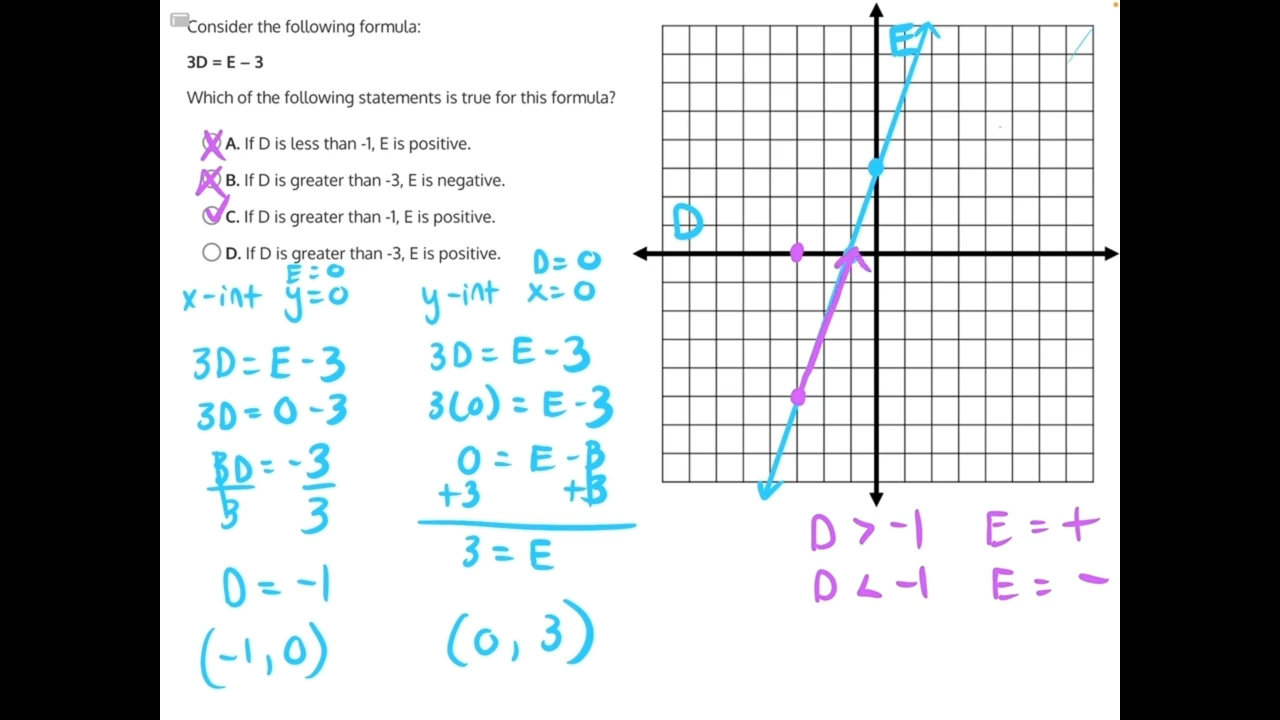 Consider the following formula:
3D = E – 3
Which of the following statements is true for this formula?
A. If D is less than -1, E is positive.
B. If D is greater than -3, E is negative.
C. If D is greater than -1, E is positive.
D. If D is greater than -3, E is positive.
E = 0
x-int y=0
3D = E - 3
3D = 0 - 3
3D = -3
3 3
D = -1
(-1, 0)
D = 0
y-int x = 0
3D = E - 3
3(0) = E - 3
0 = E - 3
+3 +3
3 = E
(0, 3)
E
D
D > -1 E = +
D < -1 E = -